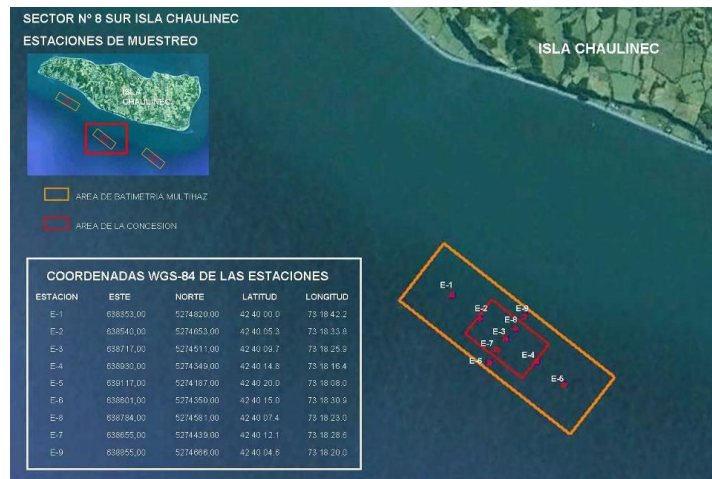 SECTOR Nº 8 SUR ISLA CHAULINEC
ESTACIONES DE MUESTREO
ISLA CHAULINEC
ISLA
CHAULINEC
AREA DE BATIMETRIA MULTIHAZ
AREA DE LA CONCESION
COORDENADAS WGS-84 DE LAS ESTACIONES
ESTACION ESTE NORTE LATITUD LONGITUD
E-1 638353,00 5274820,00 42 40 00.0 73 18 42.2
E-2 638540,00 5274653,00 42 40 05.3 73 18 33.8
E-3 638717,00 5274511,00 42 40 09.7 73 18 25.9
E-4 638930,00 5274349,00 42 40 14.8 73 18 16.4
E-5 639117,00 5274187,00 42 40 20.0 73 18 08.0
E-6 638601,00 5274350,00 42 40 15.0 73 18 30.9
E-8 638784,00 5274581,00 42 40 07.4 73 18 23.0
E-7 638655,00 5274439,00 42 40 12.1 73 18 28.6
E-9 638855,00 5274666,00 42 40 04.6 73 18 20.0
E-1
E-2
E-9
E-8
E-3
E-7
E-4